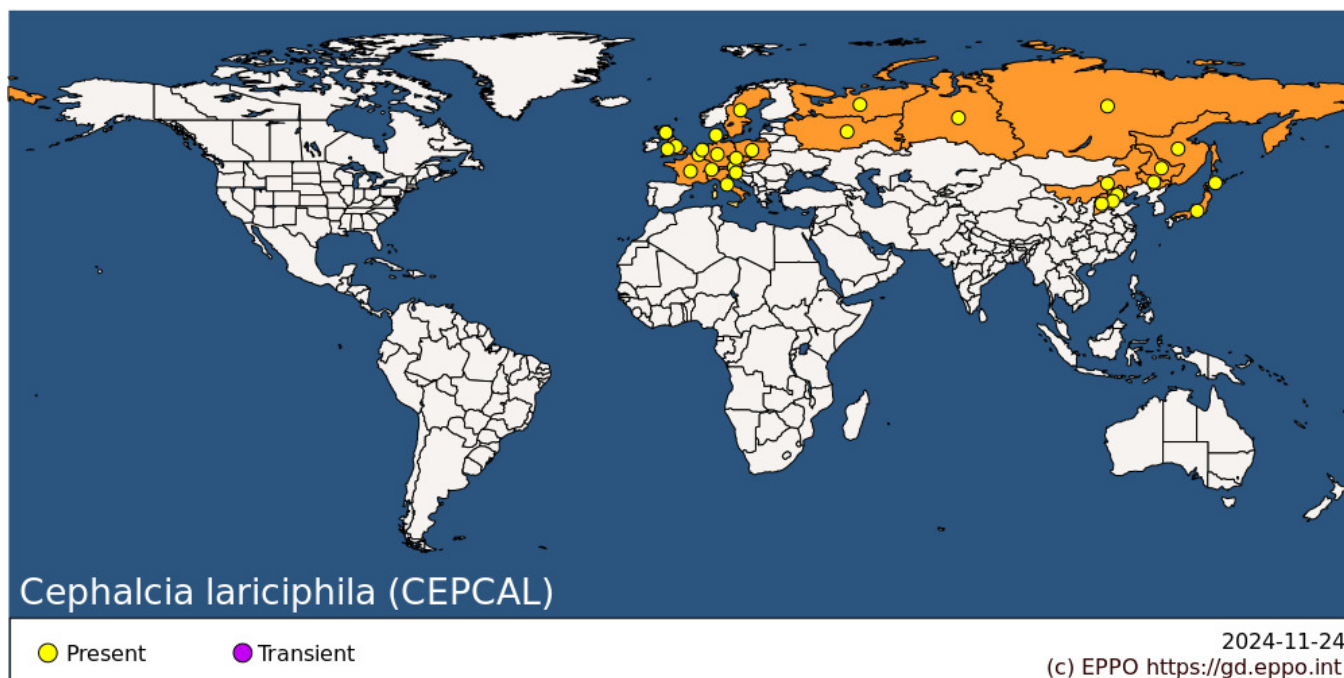 Cephalcia lariciphila (CEPCAL)
Present
Transient
2024-11-24
(c) EPPO https://gd.eppo.int